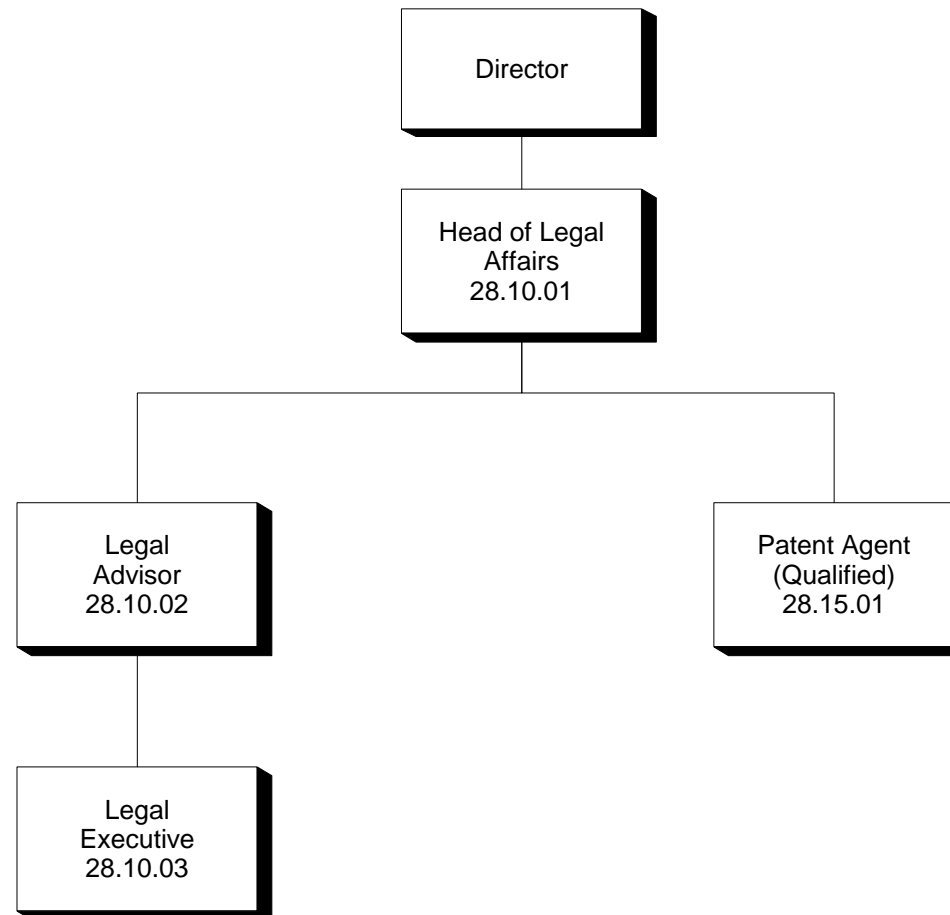 Director
Head of Legal
Affairs
28.10.01
Legal
Advisor
28.10.02
Patent Agent
(Qualified)
28.15.01
Legal
Executive
28.10.03